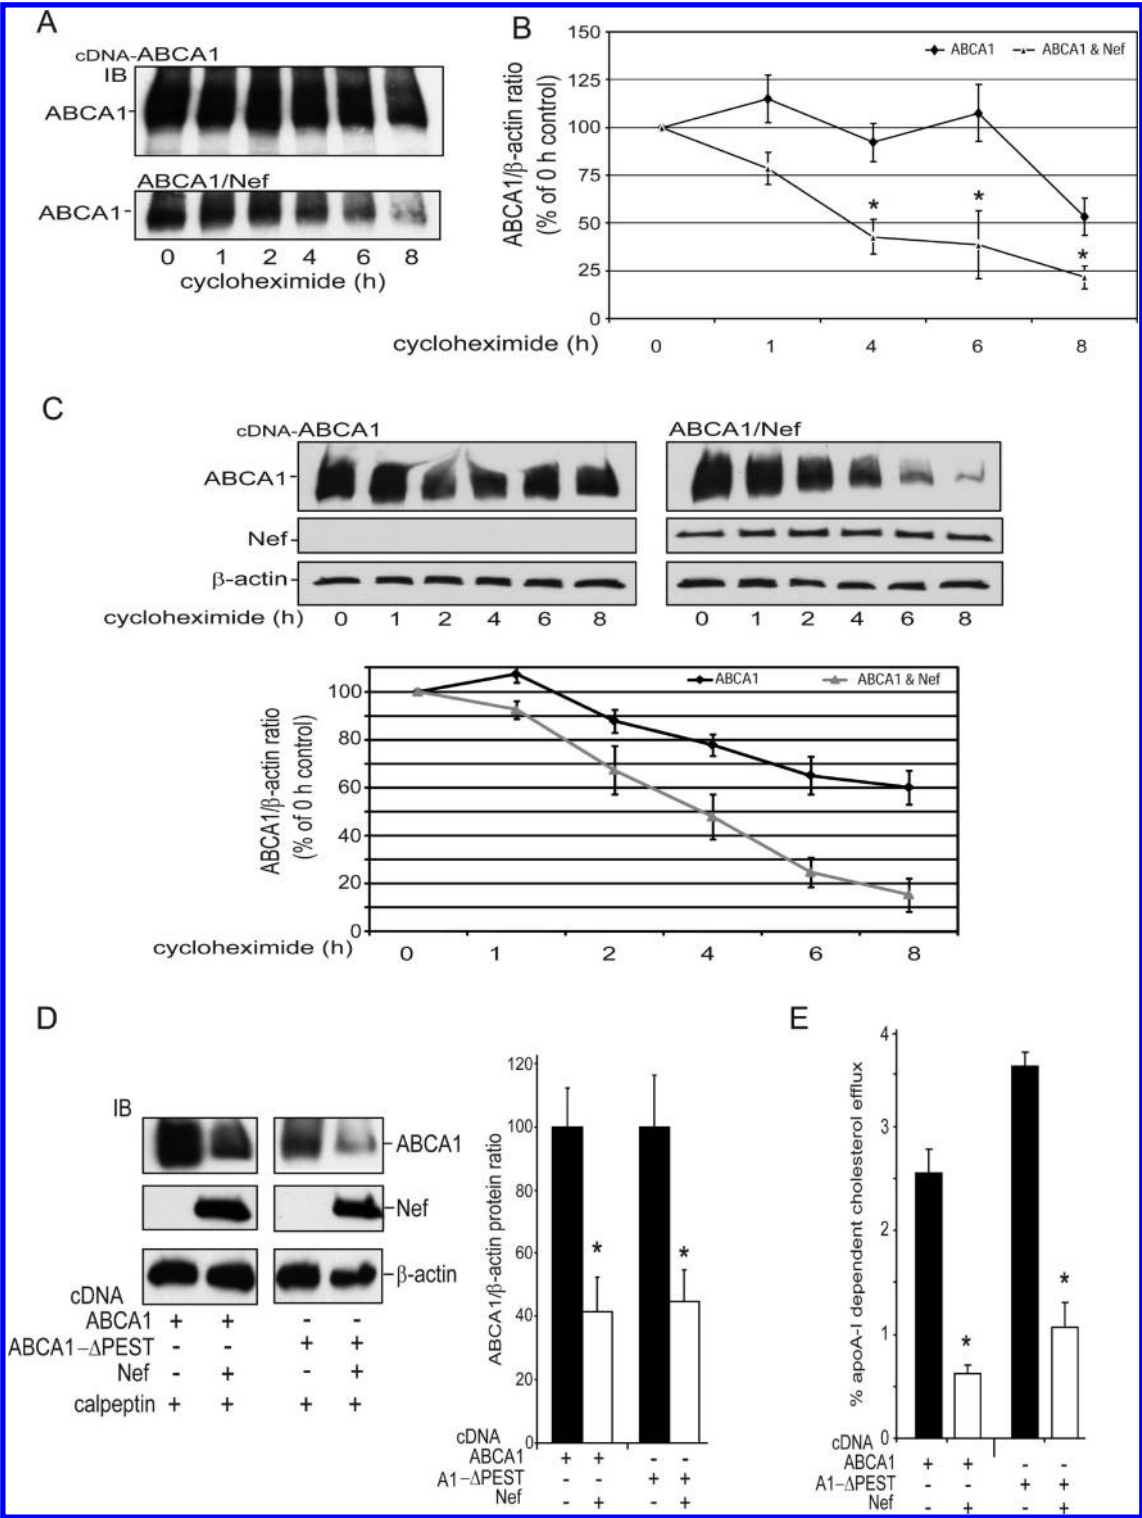 A
cDNA-ABCA1
IB
ABCA1-
ABCA1/Nef
ABCA1-
0 1 2 4 6 8
cycloheximide (h)
B
ABCA1/β-actin ratio
(% of 0 h control)
150
125
100
75
50
25
0
ABCA1 ABCA1 & Nef
* * *
cycloheximide (h) 0 1 4 6 8
C
cDNA-ABCA1 ABCA1/Nef
ABCA1-
Nef-
β-actin-
cycloheximide (h) 0 1 2 4 6 8 0 1 2 4 6 8
ABCA1/β-actin ratio
(% of 0 h control)
100
80
60
40
20
0
ABCA1 ABCA1 & Nef
cycloheximide (h) 0 1 2 4 6 8
D
IB
-ABCA1
-Nef
-β-actin
cDNA
ABCA1 + + - -
ABCA1-ΔPEST - - + +
Nef - + - +
calpeptin + + + +
ABCA1/β-actin protein ratio
120
100
80
60
40
20
0
* *
cDNA
ABCA1 + + - -
A1-ΔPEST - - + +
Nef - + - +
E
% apoA-I dependent cholesterol efflux
4
3
2
1
0
* *
cDNA
ABCA1 + + - -
A1-ΔPEST - - + +
Nef - + - +